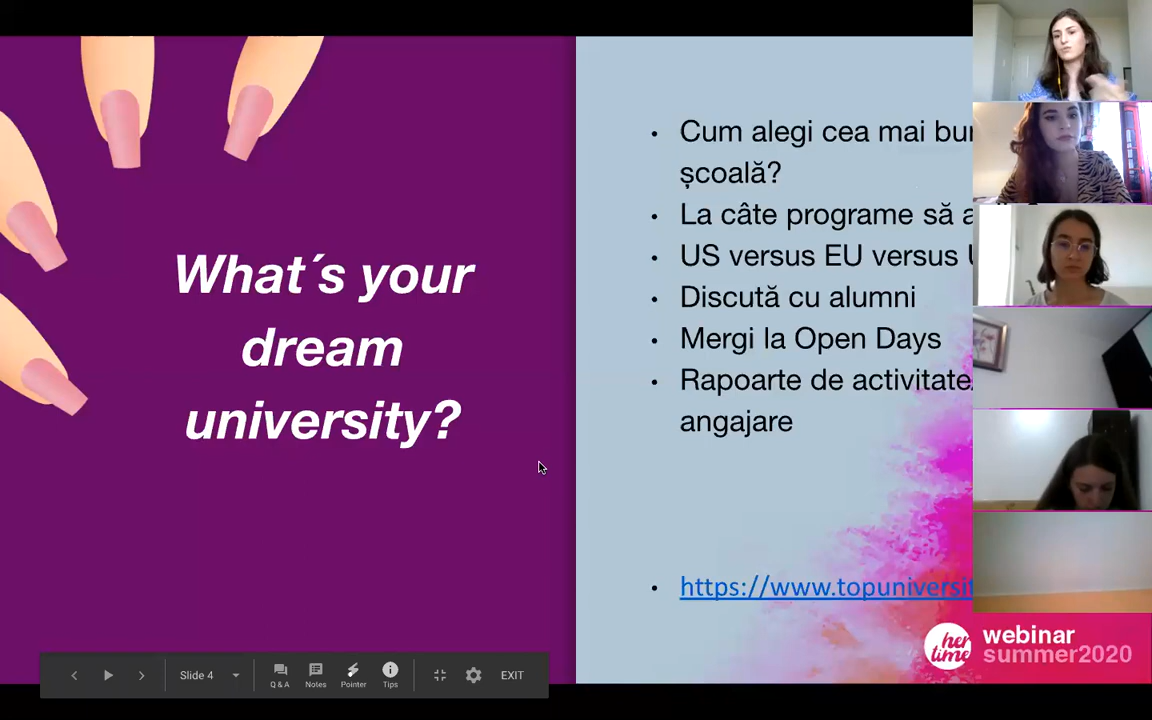 What´s your
dream
university?
• Cum alegi cea mai
școală?
• La câte programe să
• US versus EU versus
• Discută cu alumni
• Mergi la Open Days
• Rapoarte de activitate
angajare
• https://www.topuniversit
her
time
webinar
summer2020
Slide 4
Q & A
Notes
Pointer
Tips
EXIT